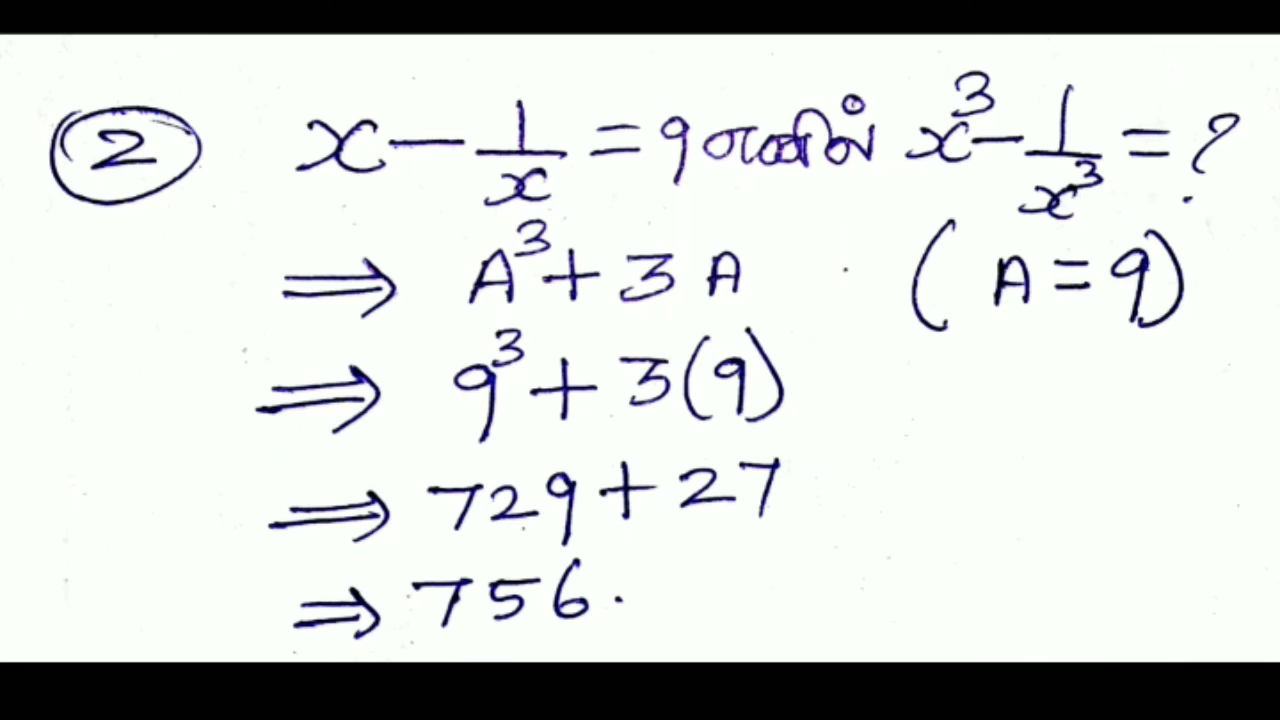 ② x - 1/x = 9 எனில் x³ - 1/x³ = ?
⇒ A³ + 3A (A = 9)
⇒ 9³ + 3(9)
⇒ 729 + 27
⇒ 756.